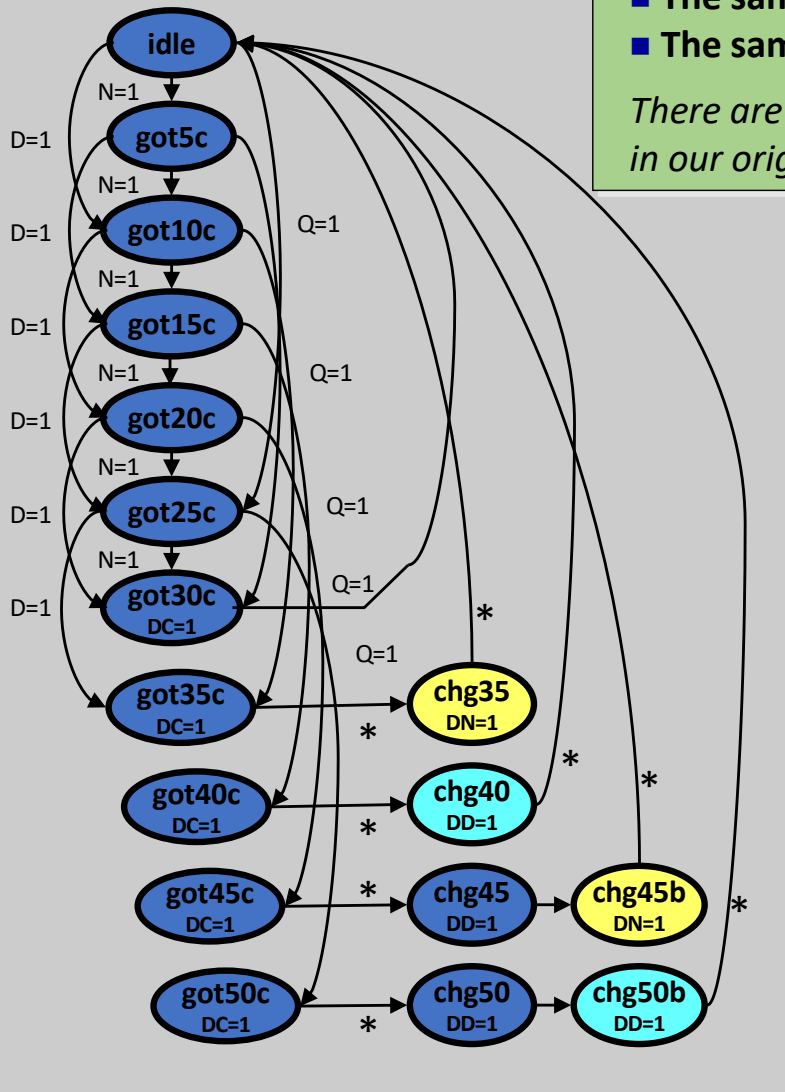 ■ The
■ The
There are
in our
idle
N=1
D=1
got5c
N=1
D=1
got10c
Q=1
N=1
D=1
got15c
N=1
Q=1
D=1
got20c
N=1
D=1
got25c
Q=1
N=1
D=1
got30c
DC=1
Q=1
*
Q=1
got35c
DC=1
*
chg35
DN=1
*
*
got40c
DC=1
*
chg40
DD=1
got45c
DC=1
*
chg45
DD=1
chg45b
DN=1
*
got50c
DC=1
*
chg50
DD=1
chg50b
DD=1